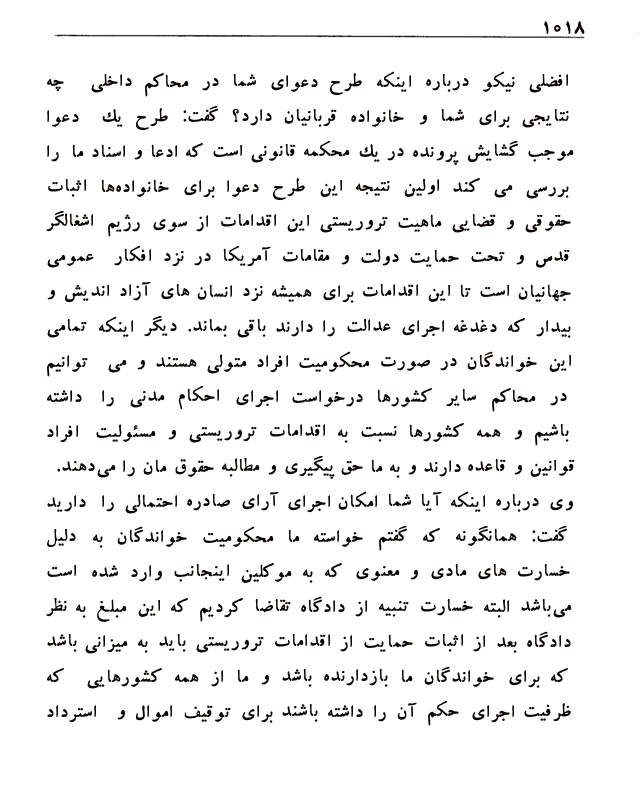 ۱۰۱۸
افضلی نیکو درباره اینکه طرح دعوای شما در محاکم داخلی چه
نتایجی برای شما و خانواده قربانیان دارد؟ گفت: طرح یك دعوا
موجب گشایش پرونده در یك محکمه قانونی است که ادعا و اسناد ما را
بررسی می کند اولین نتیجه این طرح دعوا برای خانواده‌ها اثبات
حقوقی و قضایی ماهیت تروریستی این اقدامات از سوی رژیم اشغالگر
قدس و تحت حمایت دولت و مقامات آمریکا در نزد افکار عمومی
جهانیان است تا این اقدامات برای همیشه نزد انسان های آزاد اندیش و
بیدار که دغدغه اجرای عدالت را دارند باقی بماند. دیگر اینکه تمامی
این خواندگان در صورت محکومیت افراد متولی هستند و می توانیم
در محاکم سایر کشورها درخواست اجرای احکام مدنی را داشته
باشیم و همه کشورها نسبت به اقدامات تروریستی و مسئولیت افراد
قوانین و قاعده دارند و به ما حق پیگیری و مطالبه حقوق مان را می‌دهند.
وی درباره اینکه آیا شما امکان اجرای آرای صادره احتمالی را دارید
گفت: همانگونه که گفتم خواسته ما محکومیت خواندگان به دلیل
خسارت های مادی و معنوی که به موکلین اینجانب وارد شده است
می‌باشد البته خسارت تنبیه از دادگاه تقاضا کردیم که این مبلغ به نظر
دادگاه بعد از اثبات حمایت از اقدامات تروریستی باید به میزانی باشد
که برای خواندگان ما بازدارنده باشد و ما از همه کشورهایی که
ظرفیت اجرای حکم آن را داشته باشند برای توقیف اموال و استرداد